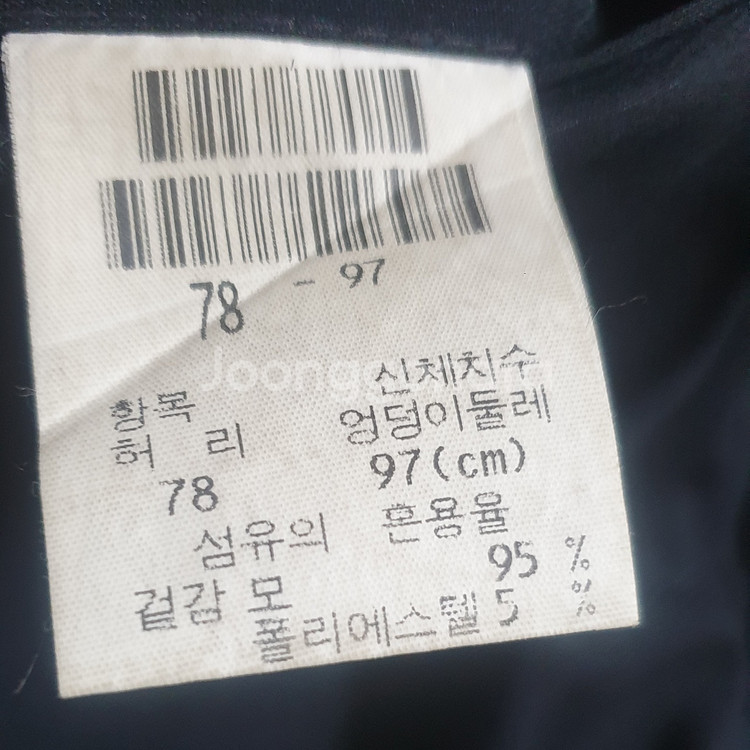 78 - 97
항목 신체치수
허 리 엉덩이둘레
78 97(cm)
섬유의 혼용율
겉감 모 95 %
폴리에스텔 5 %